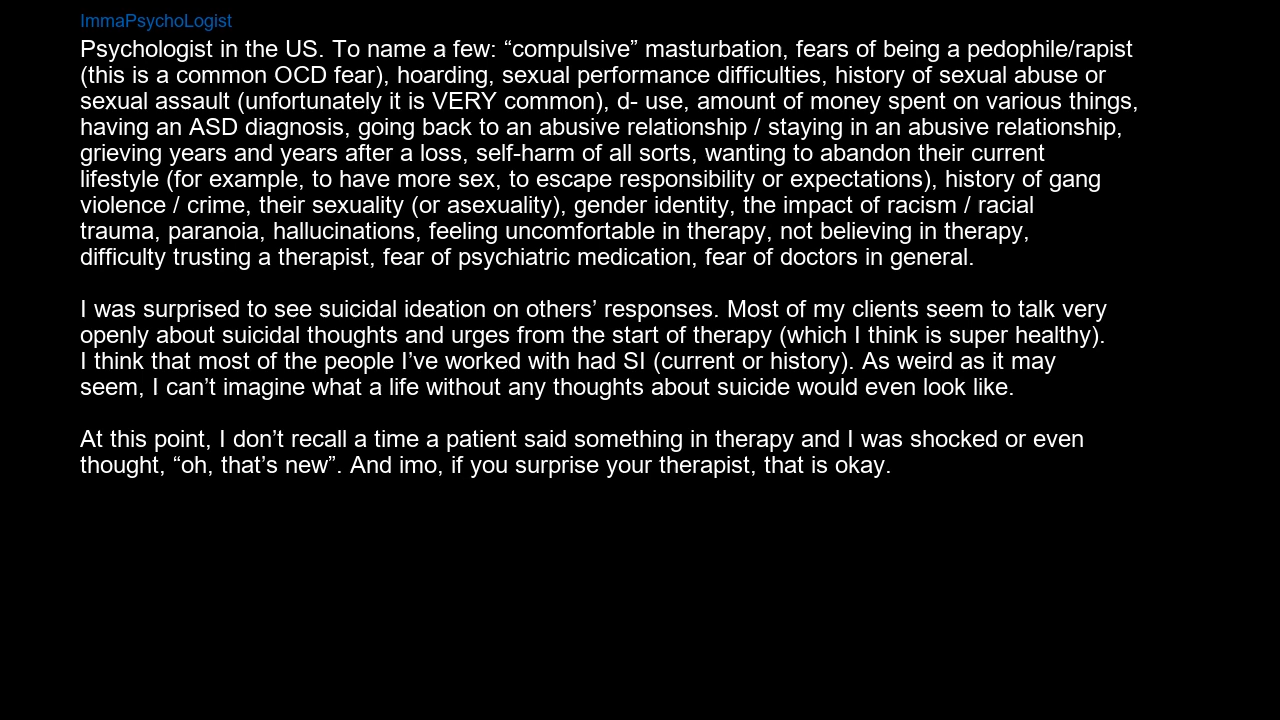 ImmaPsychoLogist
Psychologist in the US. To name a few: “compulsive” masturbation, fears of being a pedophile/rapist
(this is a common OCD fear), hoarding, sexual performance difficulties, history of sexual abuse or
sexual assault (unfortunately it is VERY common), d- use, amount of money spent on various things,
having an ASD diagnosis, going back to an abusive relationship / staying in an abusive relationship,
grieving years and years after a loss, self-harm of all sorts, wanting to abandon their current
lifestyle (for example, to have more sex, to escape responsibility or expectations), history of gang
violence / crime, their sexuality (or asexuality), gender identity, the impact of racism / racial
trauma, paranoia, hallucinations, feeling uncomfortable in therapy, not believing in therapy,
difficulty trusting a therapist, fear of psychiatric medication, fear of doctors in general.
I was surprised to see suicidal ideation on others’ responses. Most of my clients seem to talk very
openly about suicidal thoughts and urges from the start of therapy (which I think is super healthy).
I think that most of the people I’ve worked with had SI (current or history). As weird as it may
seem, I can’t imagine what a life without any thoughts about suicide would even look like.
At this point, I don’t recall a time a patient said something in therapy and I was shocked or even
thought, “oh, that’s new”. And imo, if you surprise your therapist, that is okay.